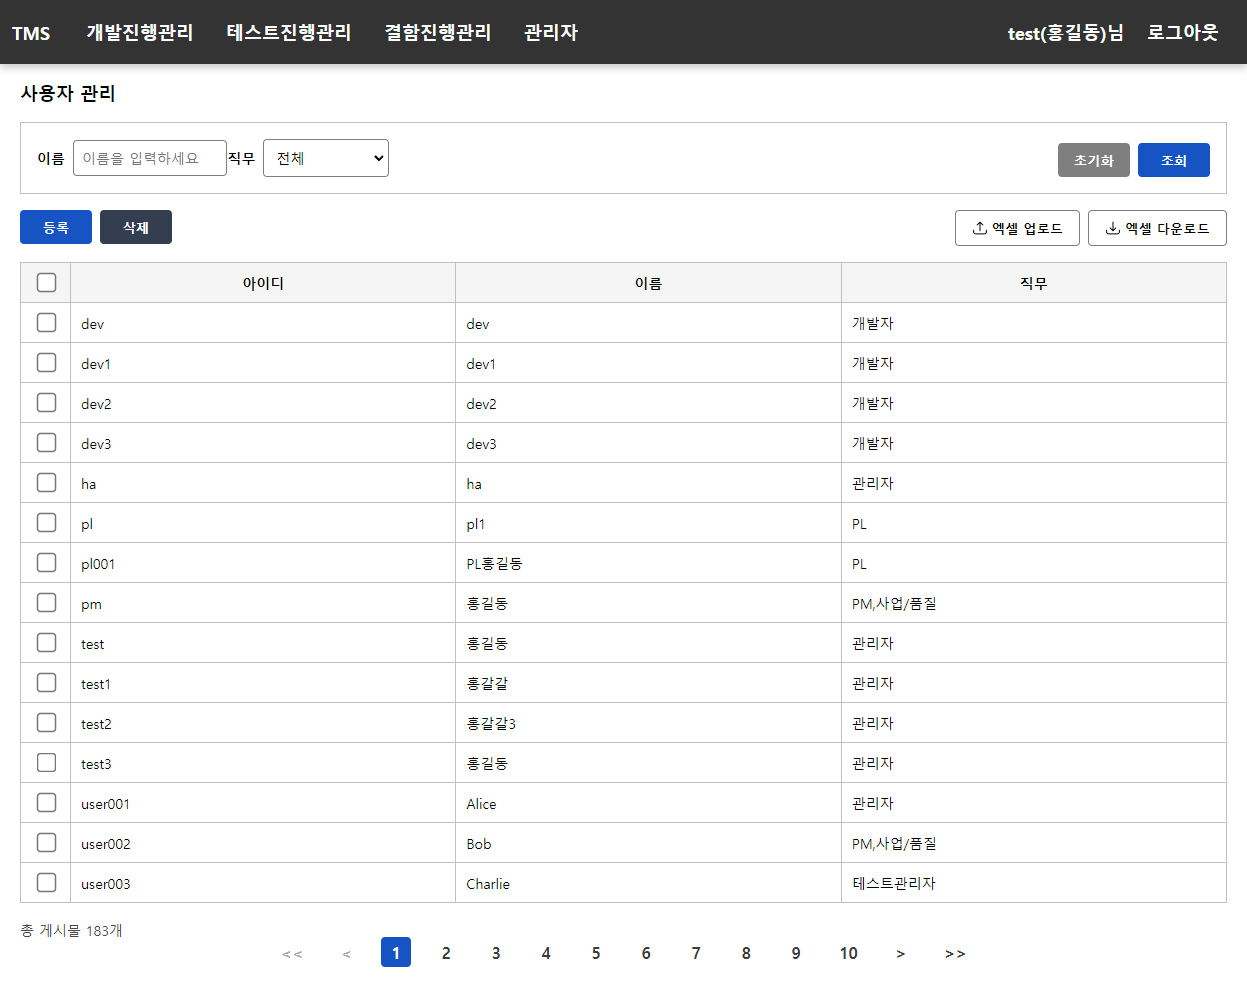 TMS 개발진행관리 테스트진행관리 결함진행관리 관리자 test(홍길동)님 로그아웃
사용자 관리
이름 이름을 입력하세요 직무 전체 초기화 조회
등록 삭제 엑셀 업로드 엑셀 다운로드
아이디 이름 직무
dev dev 개발자
dev1 dev1 개발자
dev2 dev2 개발자
dev3 dev3 개발자
ha ha 관리자
pl pl1 PL
pl001 PL홍길동 PL
pm 홍길동 PM,사업/품질
test 홍길동 관리자
test1 홍갈갈 관리자
test2 홍갈갈3 관리자
test3 홍길동 관리자
user001 Alice 관리자
user002 Bob PM,사업/품질
user003 Charlie 테스트관리자
총 게시물 183개
<< < 1 2 3 4 5 6 7 8 9 10 > >>